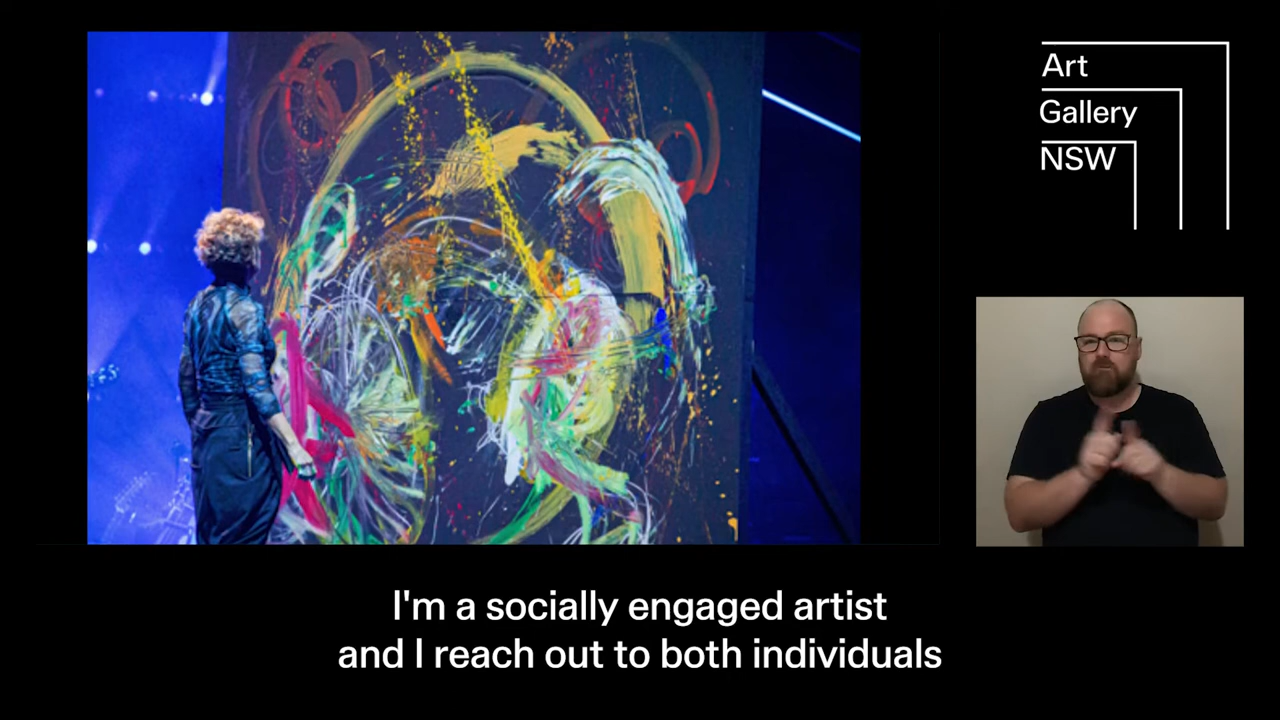 Art
Gallery
NSW
I'm a socially engaged artist
and I reach out to both individuals